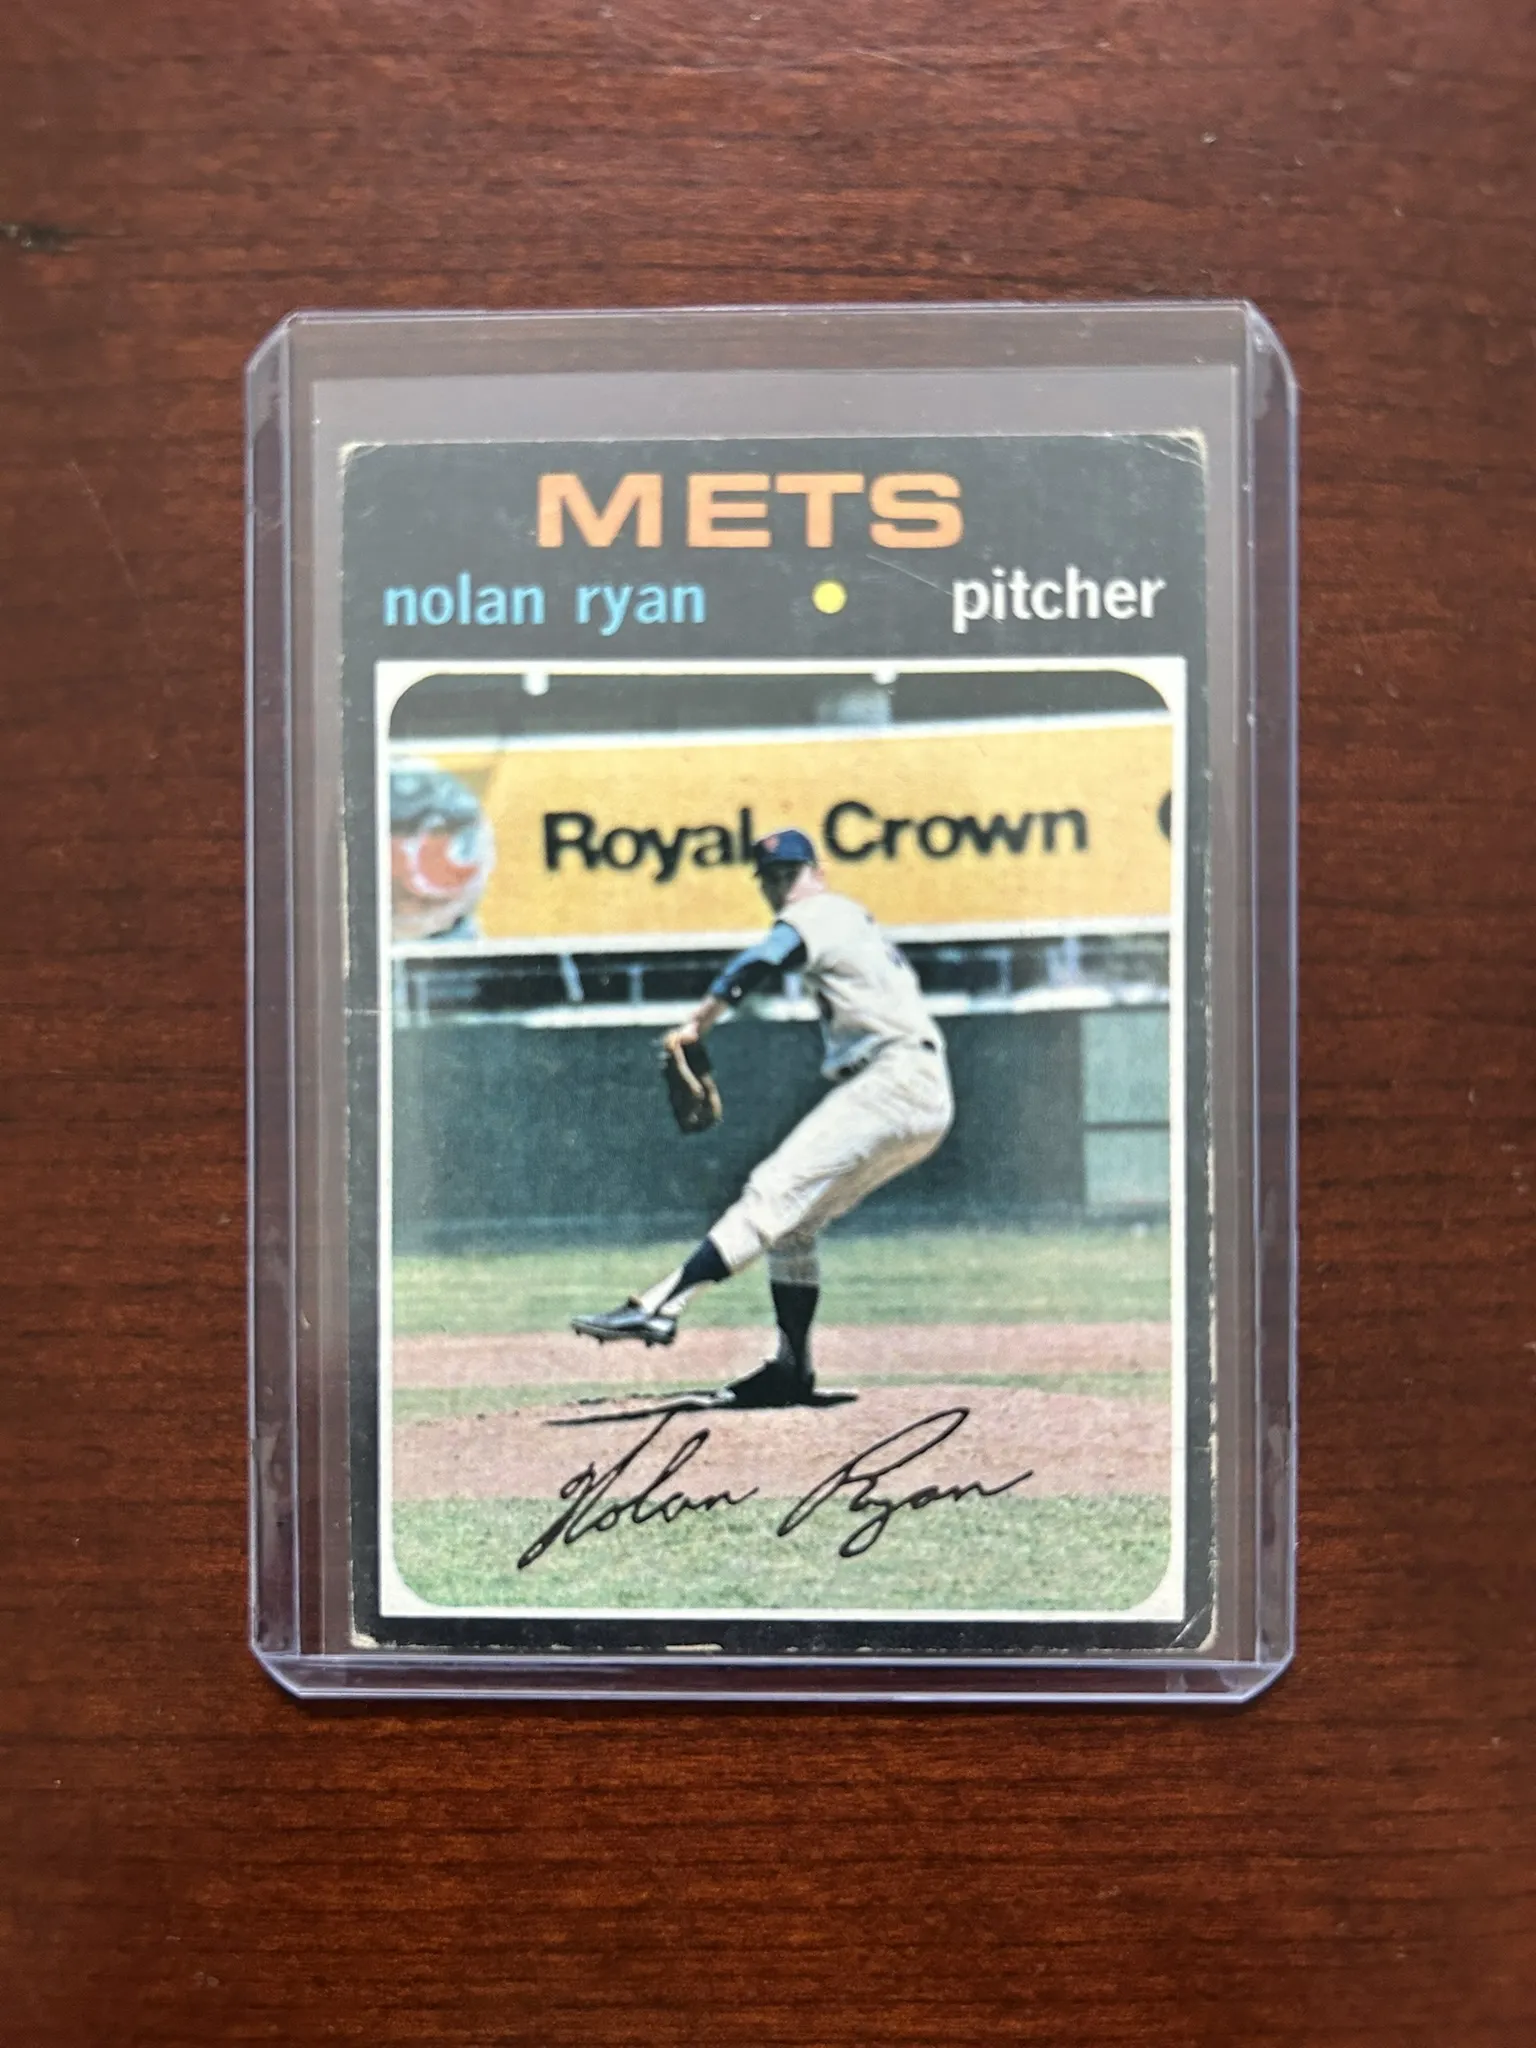 METS
nolan ryan • pitcher
Royal Crown
Nolan Ryan